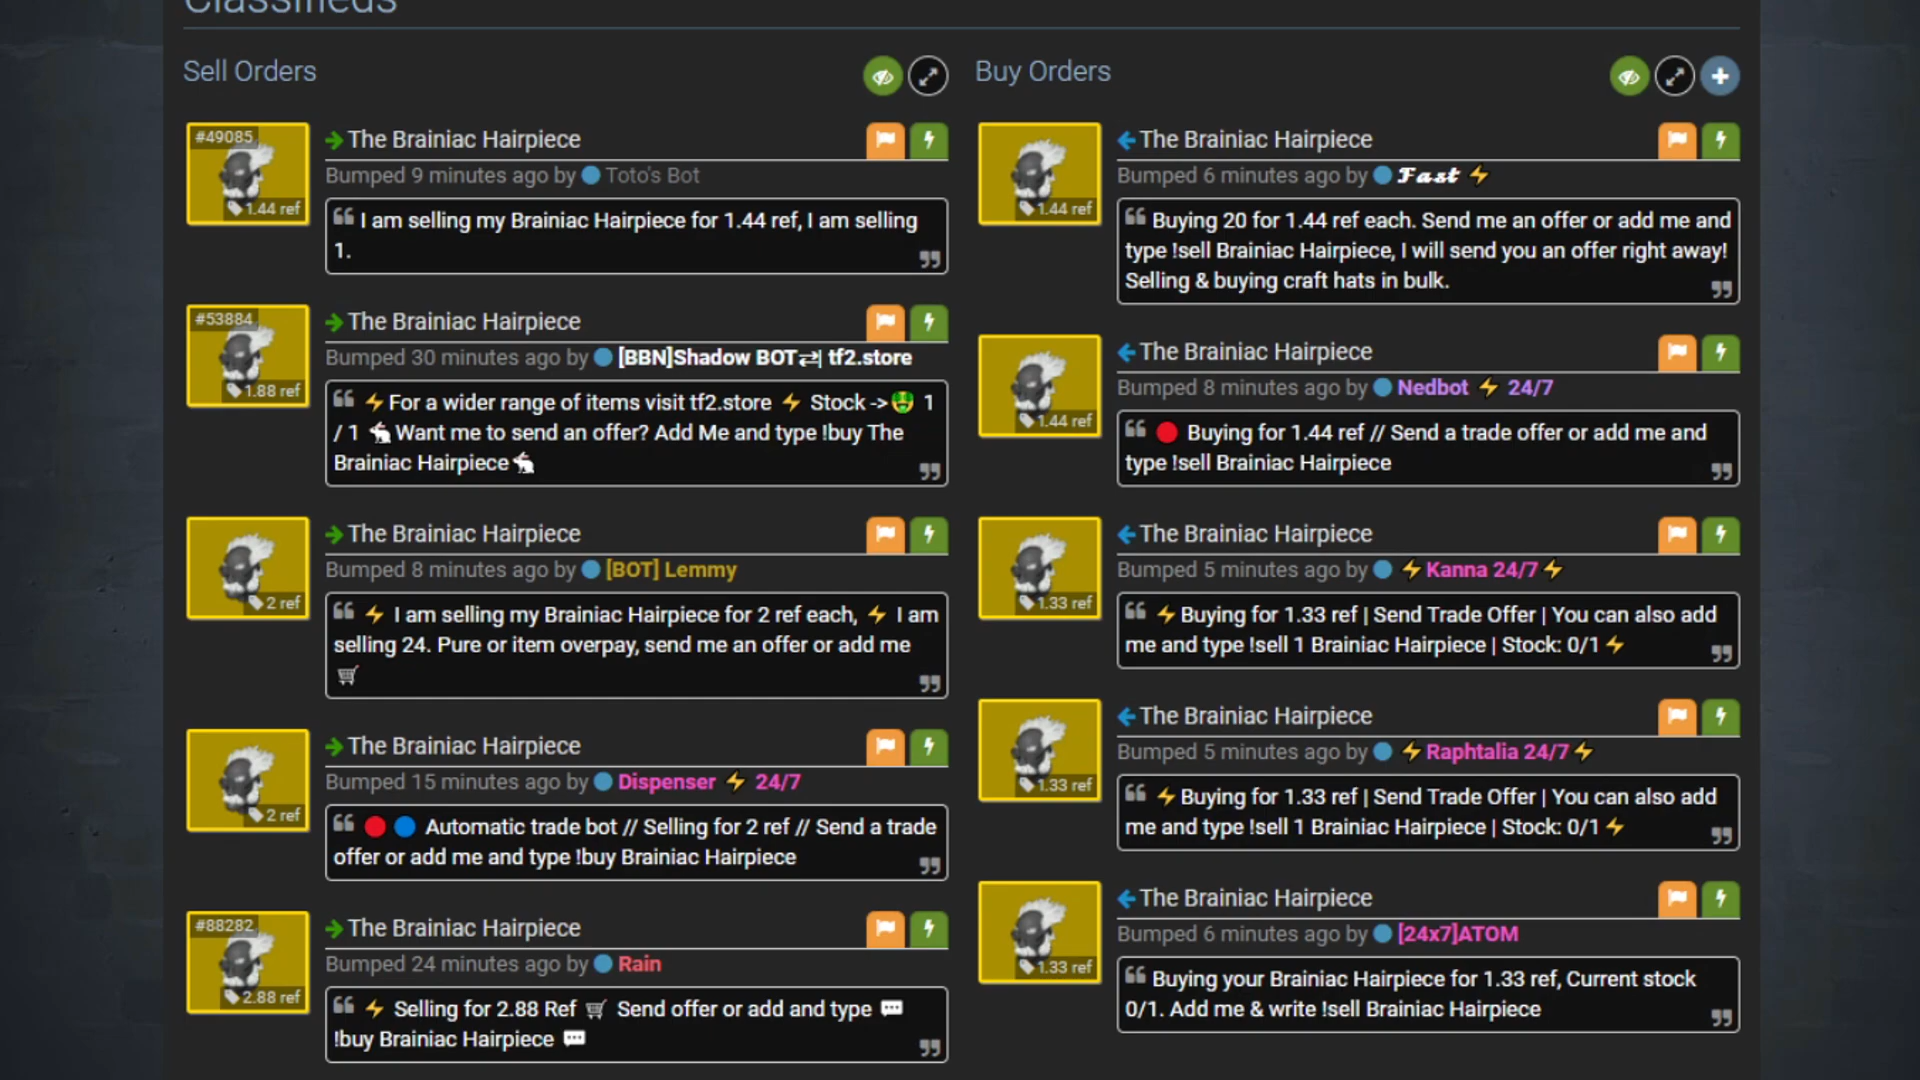 Classifieds
Sell Orders
#49085
1.44 ref
The Brainiac Hairpiece
Bumped 9 minutes ago by Toto's Bot
I am selling my Brainiac Hairpiece for 1.44 ref, I am selling
1.
#53884
1.88 ref
The Brainiac Hairpiece
Bumped 30 minutes ago by [BBN]Shadow BOT⇄| tf2.store
⚡For a wider range of items visit tf2.store ⚡ Stock ->🤑 1
/ 1 🐇 Want me to send an offer? Add Me and type !buy The
Brainiac Hairpiece🐇
2 ref
The Brainiac Hairpiece
Bumped 8 minutes ago by [BOT] Lemmy
⚡ I am selling my Brainiac Hairpiece for 2 ref each, ⚡ I am
selling 24. Pure or item overpay, send me an offer or add me
🛒
2 ref
The Brainiac Hairpiece
Bumped 15 minutes ago by Dispenser ⚡ 24/7
🔴 🔵 Automatic trade bot // Selling for 2 ref // Send a trade
offer or add me and type !buy Brainiac Hairpiece
#88282
2.88 ref
The Brainiac Hairpiece
Bumped 24 minutes ago by Rain
⚡ Selling for 2.88 Ref 🛒 Send offer or add and type 💬
!buy Brainiac Hairpiece 💬
Buy Orders
1.44 ref
The Brainiac Hairpiece
Bumped 6 minutes ago by 𝓕𝓪𝓼𝓽 ⚡
Buying 20 for 1.44 ref each. Send me an offer or add me and
type !sell Brainiac Hairpiece, I will send you an offer right away!
Selling & buying craft hats in bulk.
1.44 ref
The Brainiac Hairpiece
Bumped 8 minutes ago by Nedbot ⚡ 24/7
🔴 Buying for 1.44 ref // Send a trade offer or add me and
type !sell Brainiac Hairpiece
1.33 ref
The Brainiac Hairpiece
Bumped 5 minutes ago by ⚡Kanna 24/7⚡
⚡Buying for 1.33 ref | Send Trade Offer | You can also add
me and type !sell 1 Brainiac Hairpiece | Stock: 0/1 ⚡
1.33 ref
The Brainiac Hairpiece
Bumped 5 minutes ago by ⚡Raphtalia 24/7⚡
⚡Buying for 1.33 ref | Send Trade Offer | You can also add
me and type !sell 1 Brainiac Hairpiece | Stock: 0/1 ⚡
1.33 ref
The Brainiac Hairpiece
Bumped 6 minutes ago by [24x7]ATOM
Buying your Brainiac Hairpiece for 1.33 ref, Current stock
0/1. Add me & write !sell Brainiac Hairpiece